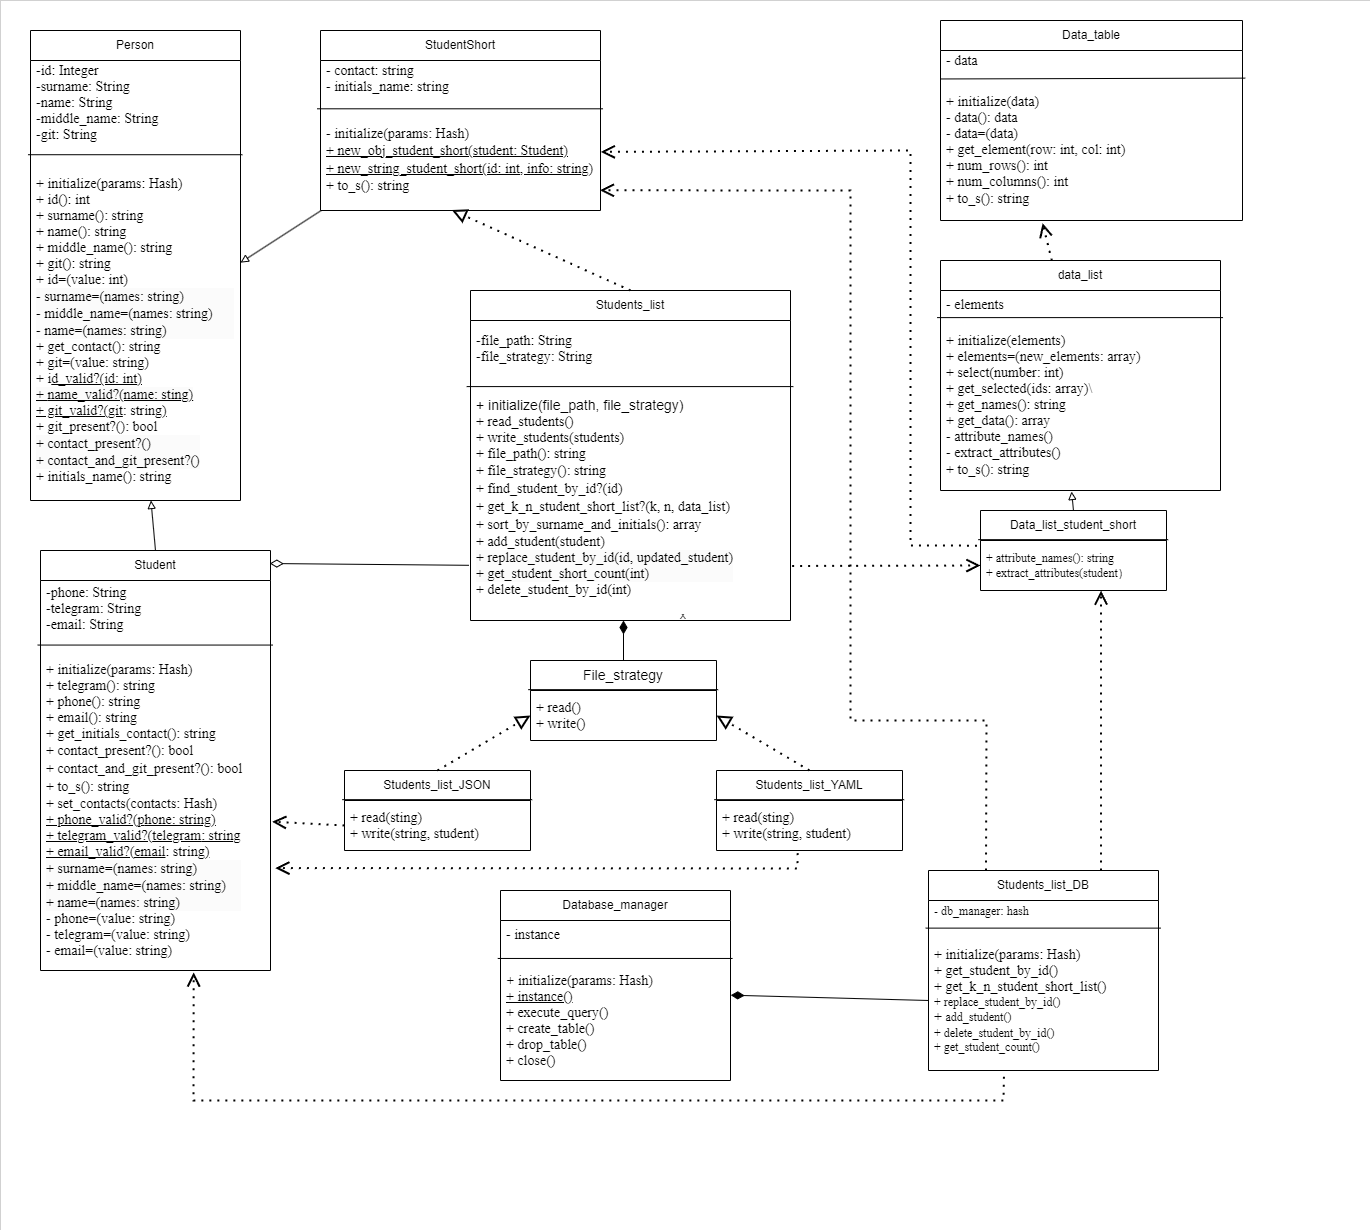 Person
-id: Integer
-surname: String
-name: String
-middle_name: String
-git: String
+ initialize(params: Hash)
+ id(): int
+ surname(): string
+ name(): string
+ middle_name(): string
+ git(): string
+ id=(value: int)
- surname=(names: string)
- middle_name=(names: string)
- name=(names: string)
+ get_contact(): string
+ git=(value: string)
+ id_valid?(id: int)
+ name_valid?(name: sting)
+ git_valid?(git: string)
+ git_present?(): bool
+ contact_present?()
+ contact_and_git_present?()
+ initials_name(): string
StudentShort
- contact: string
- initials_name: string
- initialize(params: Hash)
+ new_obj_student_short(student: Student)
+ new_string_student_short(id: int, info: string)
+ to_s(): string
Data_table
- data
+ initialize(data)
- data(): data
- data=(data)
+ get_element(row: int, col: int)
+ num_rows(): int
+ num_columns(): int
+ to_s(): string
Students_list
-file_path: String
-file_strategy: String
+ initialize(file_path, file_strategy)
+ read_students()
+ write_students(students)
+ file_path(): string
+ file_strategy(): string
+ find_student_by_id?(id)
+ get_k_n_student_short_list?(k, n, data_list)
+ sort_by_surname_and_initials(): array
+ add_student(student)
+ replace_student_by_id(id, updated_student)
+ get_student_short_count(int)
+ delete_student_by_id(int)
data_list
- elements
+ initialize(elements)
+ elements=(new_elements: array)
+ select(number: int)
+ get_selected(ids: array)\
+ get_names(): string
+ get_data(): array
- attribute_names()
- extract_attributes()
+ to_s(): string
Data_list_student_short
+ attribute_names(): string
+ extract_attributes(student)
Student
-phone: String
-telegram: String
-email: String
+ initialize(params: Hash)
+ telegram(): string
+ phone(): string
+ email(): string
+ get_initials_contact(): string
+ contact_present?(): bool
+ contact_and_git_present?(): bool
+ to_s(): string
+ set_contacts(contacts: Hash)
+ phone_valid?(phone: string)
+ telegram_valid?(telegram: string
+ email_valid?(email: string)
+ surname=(names: string)
+ middle_name=(names: string)
+ name=(names: string)
- phone=(value: string)
- telegram=(value: string)
- email=(value: string)
File_strategy
+ read()
+ write()
Students_list_JSON
+ read(sting)
+ write(string, student)
Students_list_YAML
+ read(sting)
+ write(string, student)
Database_manager
- instance
+ initialize(params: Hash)
+ instance()
+ execute_query()
+ create_table()
+ drop_table()
+ close()
Students_list_DB
- db_manager: hash
+ initialize(params: Hash)
+ get_student_by_id()
+ get_k_n_student_short_list()
+ replace_student_by_id()
+ add_student()
+ delete_student_by_id()
+ get_student_count()